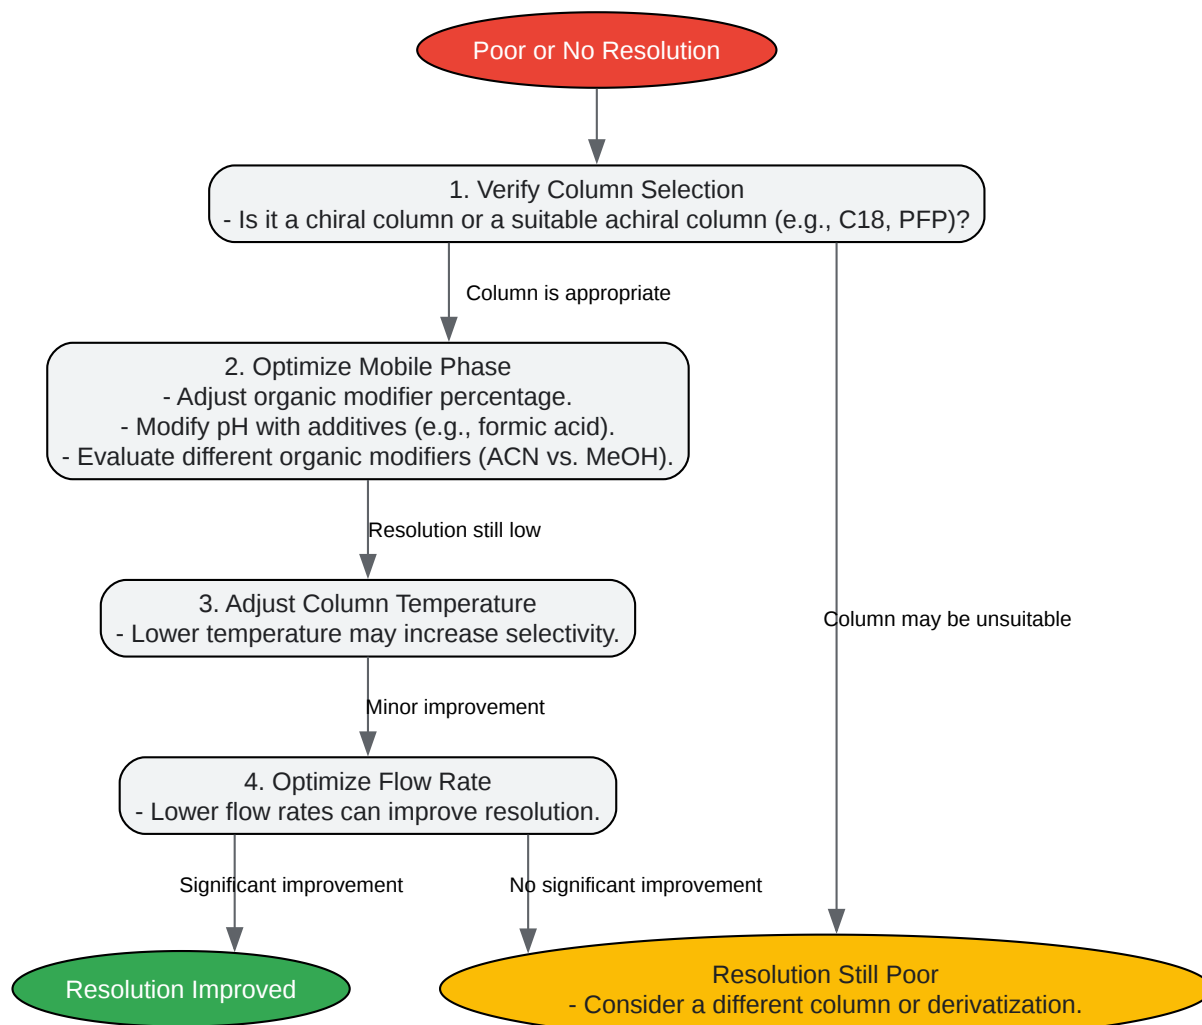 Poor or No Resolution
1. Verify Column Selection
- Is it a chiral column or a suitable achiral column (e.g., C18, PFP)?
Column is appropriate
2. Optimize Mobile Phase
- Adjust organic modifier percentage.
- Modify pH with additives (e.g., formic acid).
- Evaluate different organic modifiers (ACN vs. MeOH).
Resolution still low
3. Adjust Column Temperature
- Lower temperature may increase selectivity.
Column may be unsuitable
Minor improvement
4. Optimize Flow Rate
- Lower flow rates can improve resolution.
Significant improvement
No significant improvement
Resolution Improved
Resolution Still Poor
- Consider a different column or derivatization.